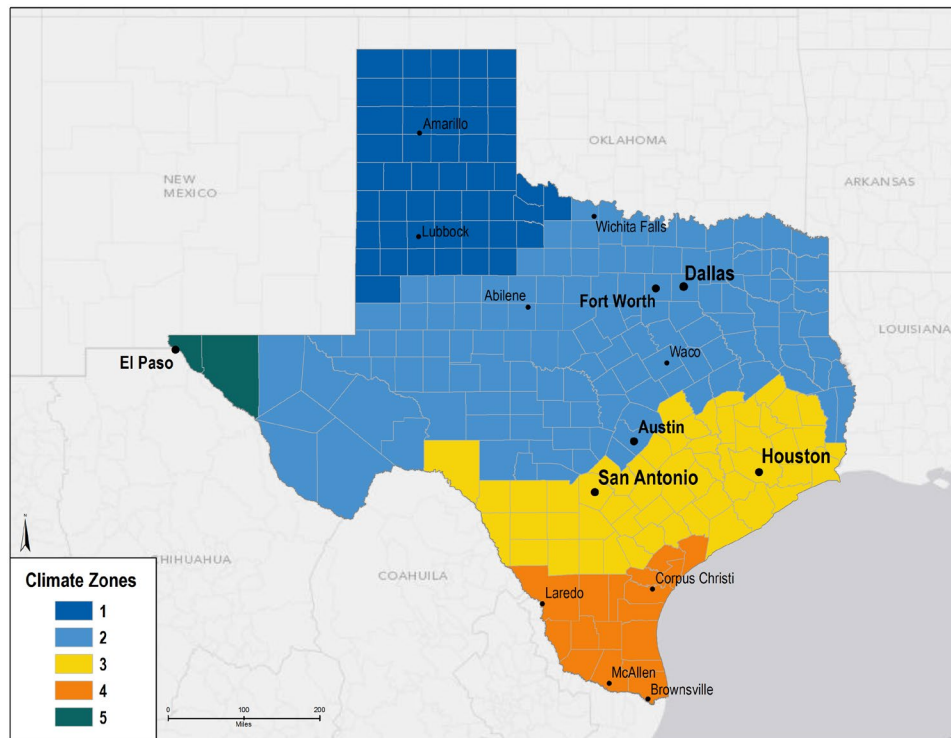 OKLAHOMA
ARKANSAS
NEW
MEXICO
LOUISIANA
Amarillo
Lubbock
Wichita Falls
Dallas
Fort Worth
Abilene
Waco
El Paso
Austin
Houston
San Antonio
N
CHIHUAHUA
COAHUILA
Corpus Christi
Laredo
McAllen
Brownsville
Climate Zones
1
2
3
4
5
0 100 200
Miles